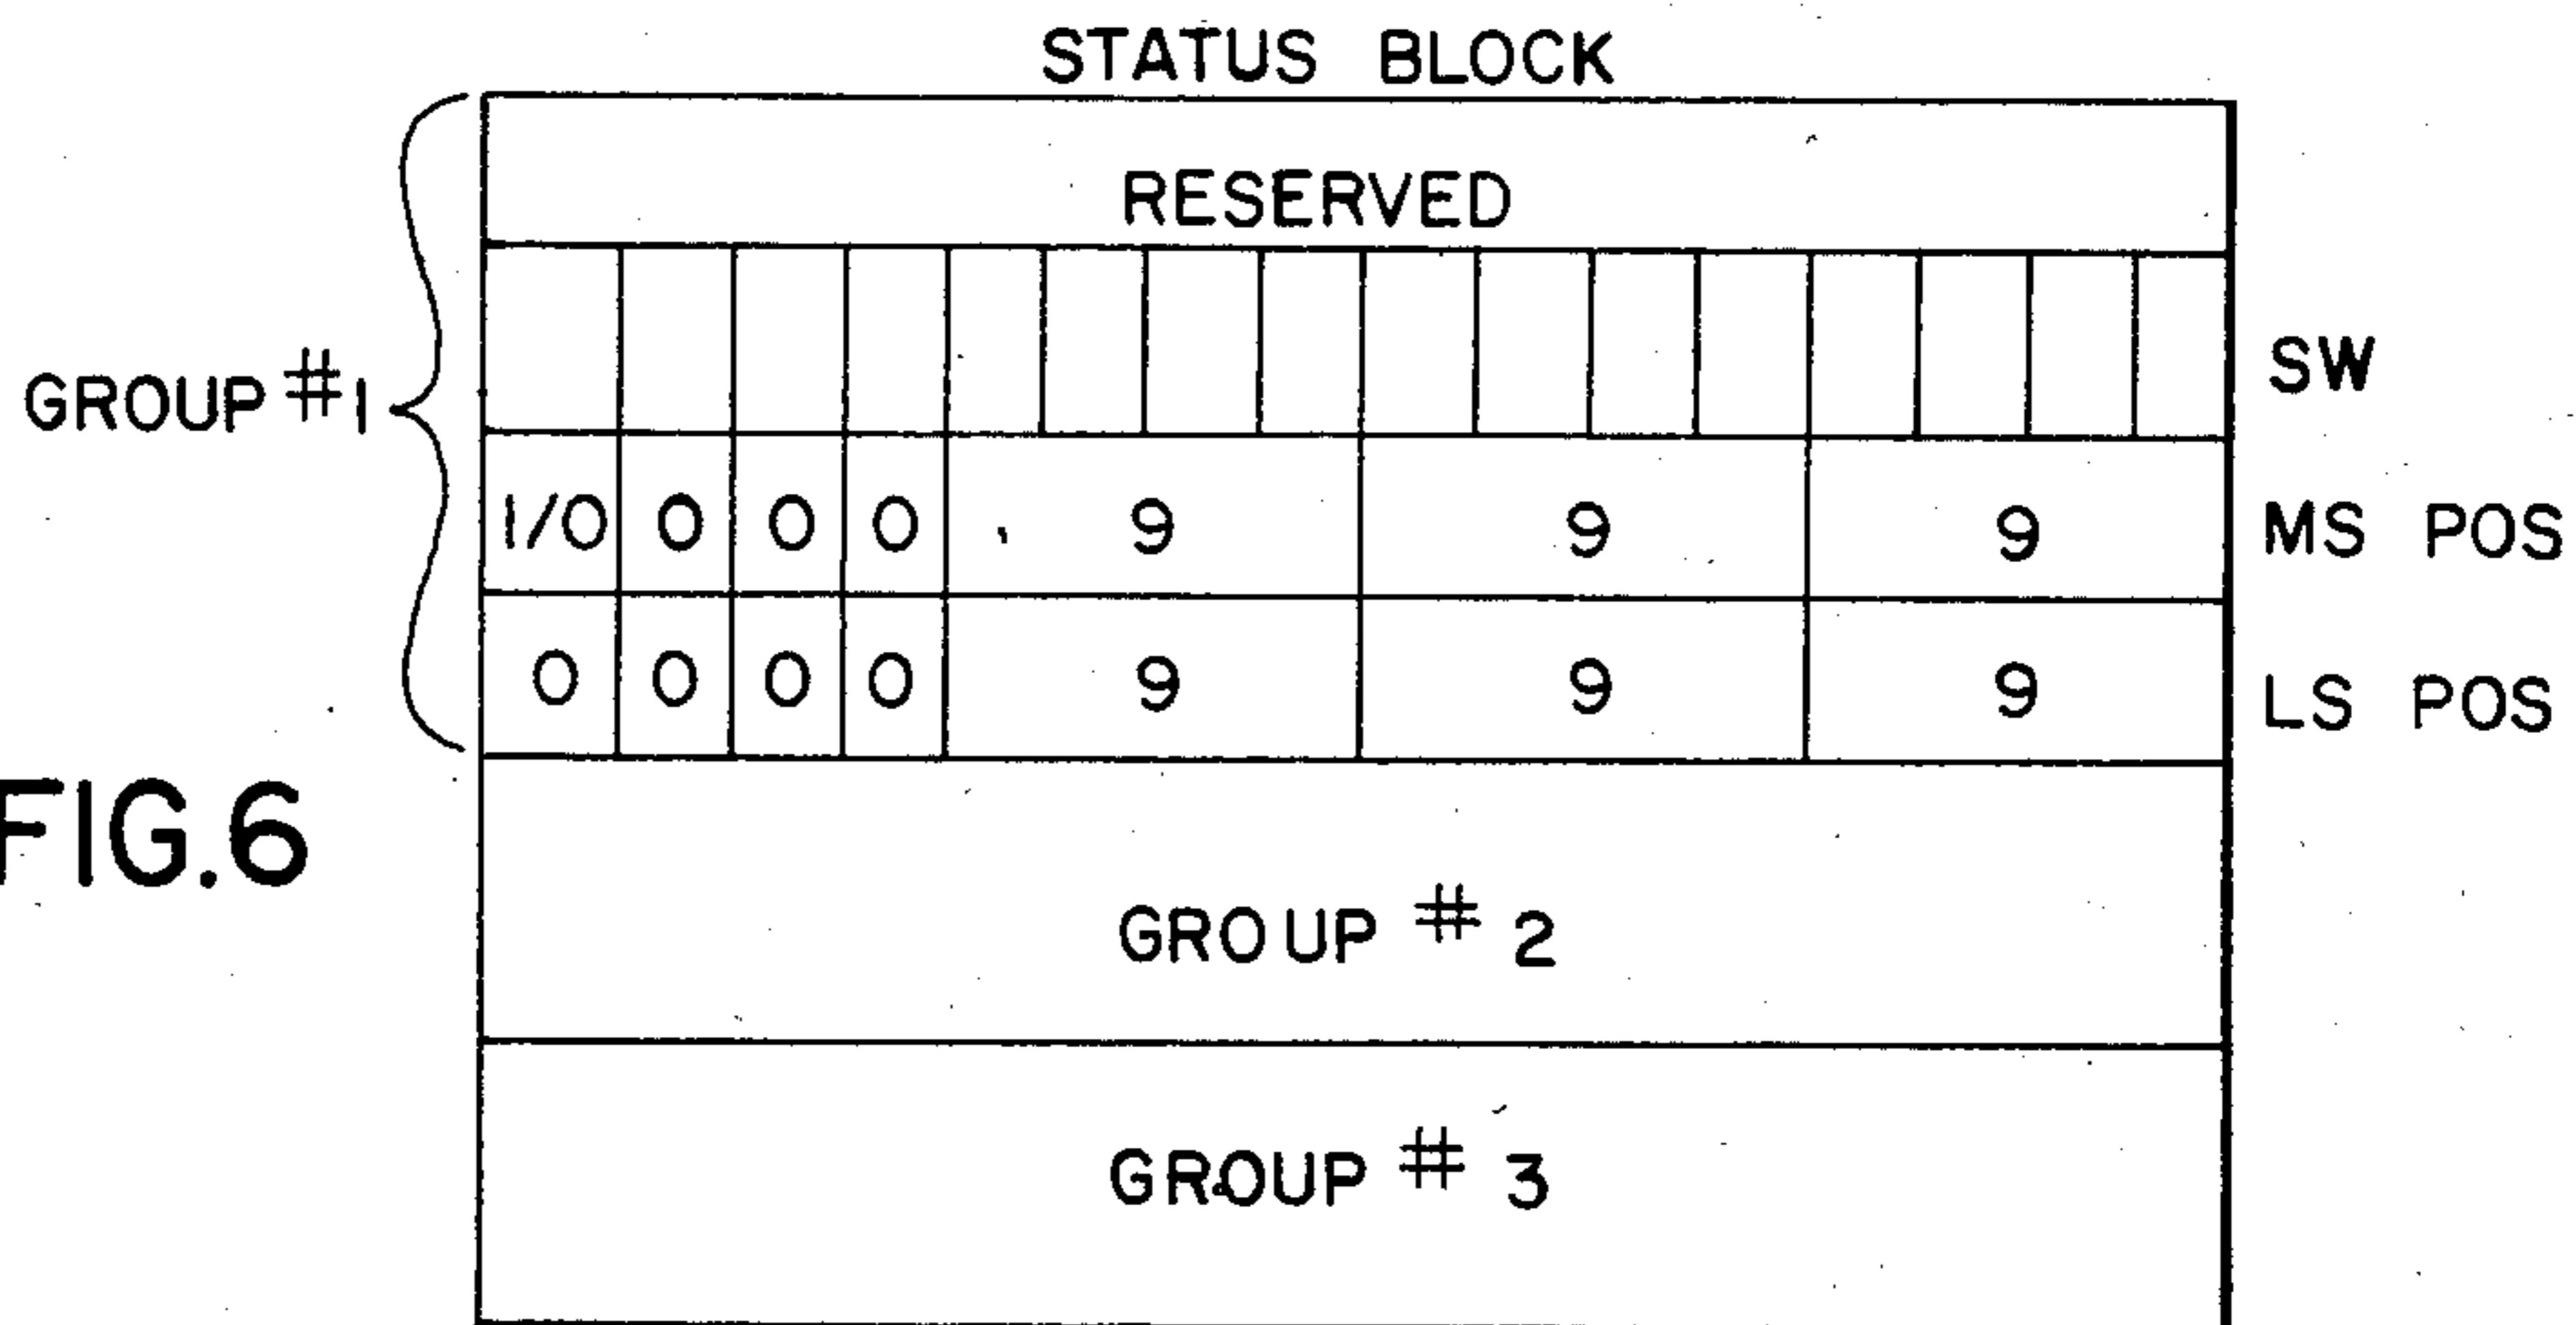 STATUS BLOCK
RESERVED
SW
GROUP #1
1/0 0 0 0 9 9 9 MS POS
0 0 0 0 9 9 9 LS POS
FIG.6
GROUP # 2
GROUP # 3